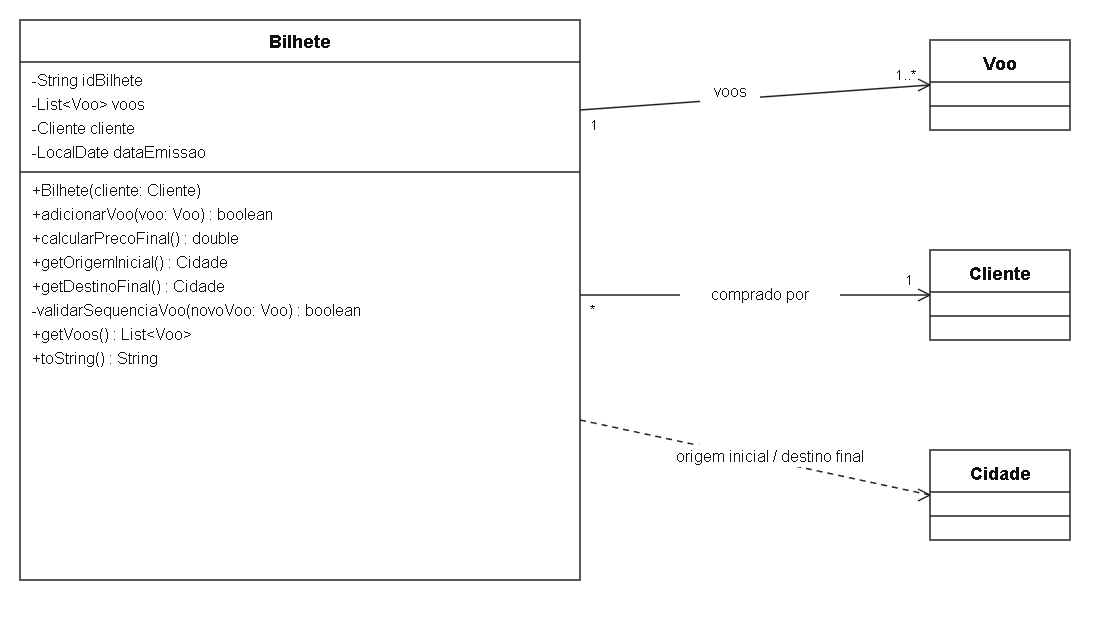 Bilhete
-String idBilhete
-List<Voo> voos
-Cliente cliente
-LocalDate dataEmissao
+Bilhete(cliente: Cliente)
+adicionarVoo(voo: Voo) : boolean
+calcularPrecoFinal() : double
+getOrigemInicial() : Cidade
+getDestinoFinal() : Cidade
-validarSequenciaVoo(novoVoo: Voo) : boolean
+getVoos() : List<Voo>
+toString() : String
1
voos
1..*
Voo
*
comprado por
1
Cliente
origem inicial / destino final
Cidade